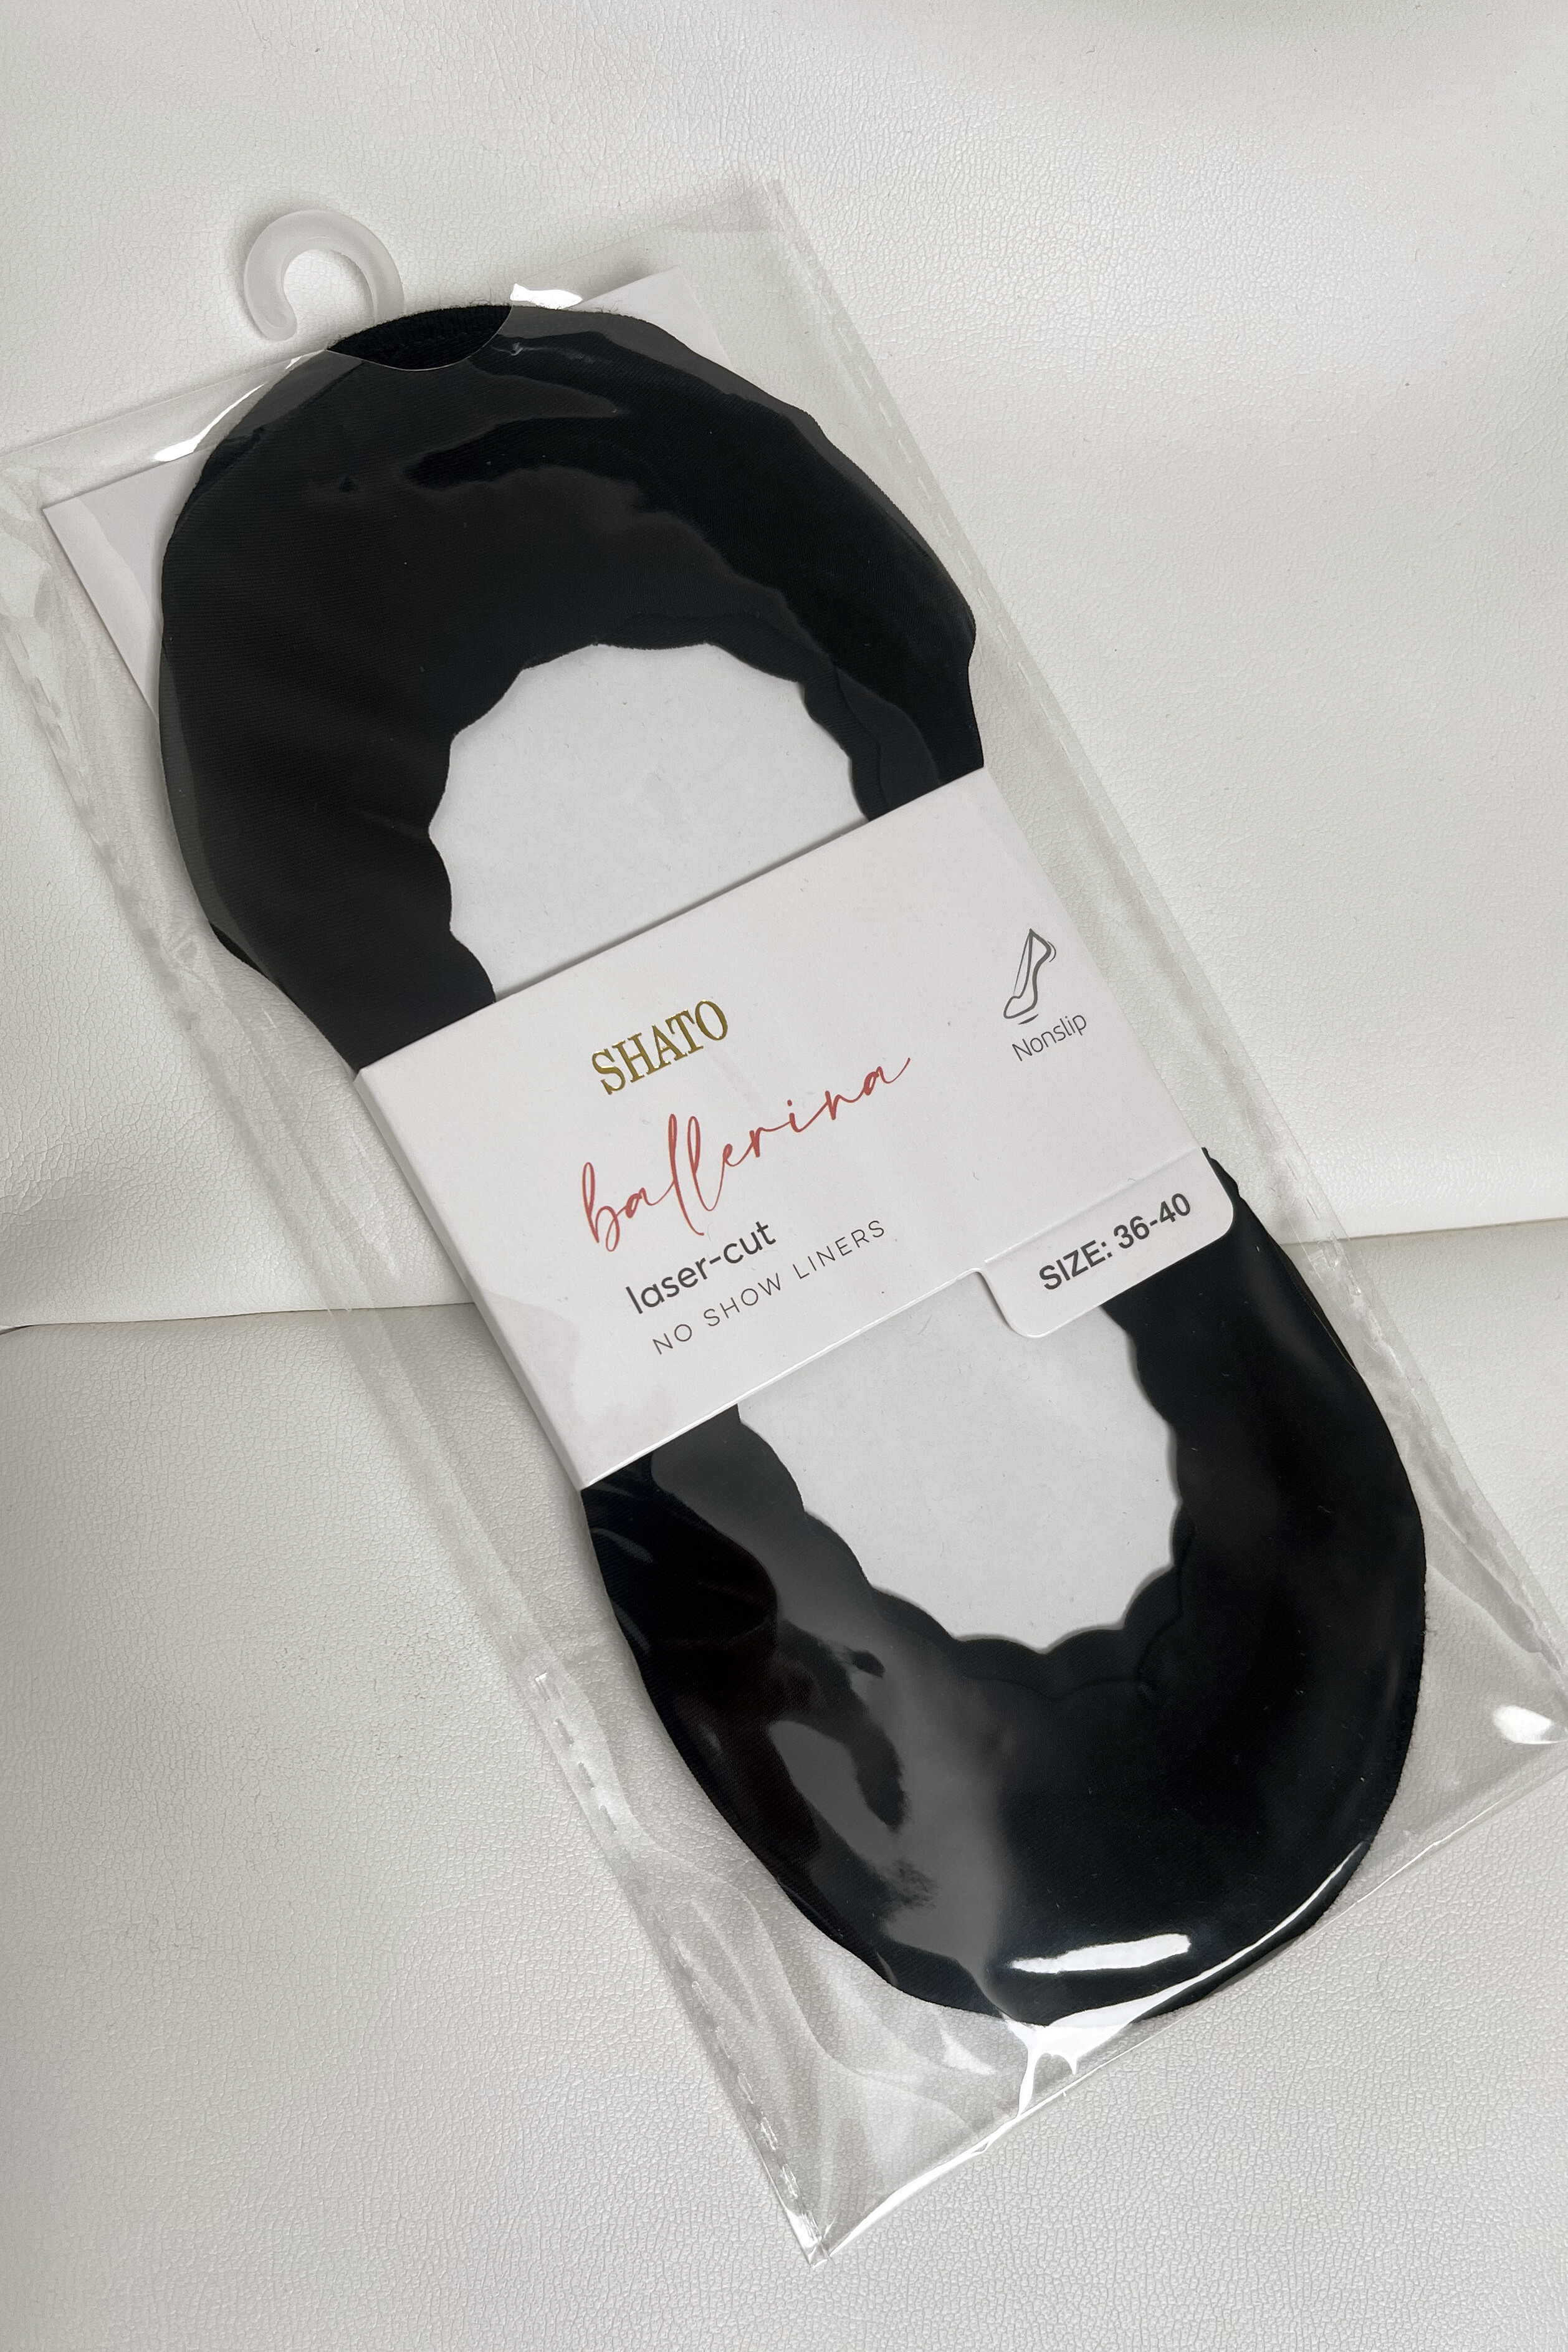 SHATO
ballerina
laser-cut
NO SHOW LINERS
Nonslip
SIZE: 36-40